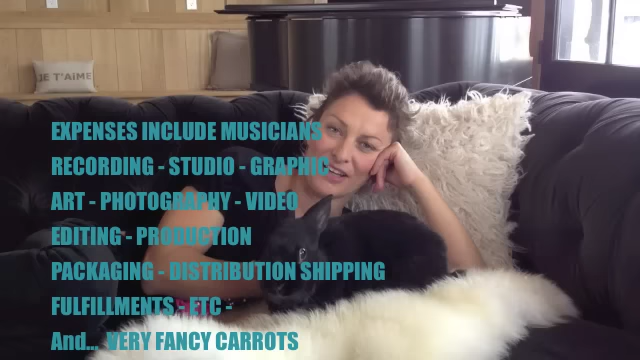 JE T'AiME
EXPENSES INCLUDE MUSICIANS
RECORDING - STUDIO - GRAPHIC
ART - PHOTOGRAPHY - VIDEO
EDITING - PRODUCTION
PACKAGING - DISTRIBUTION SHIPPING
FULFILLMENTS - ETC -
And... VERY FANCY CARROTS